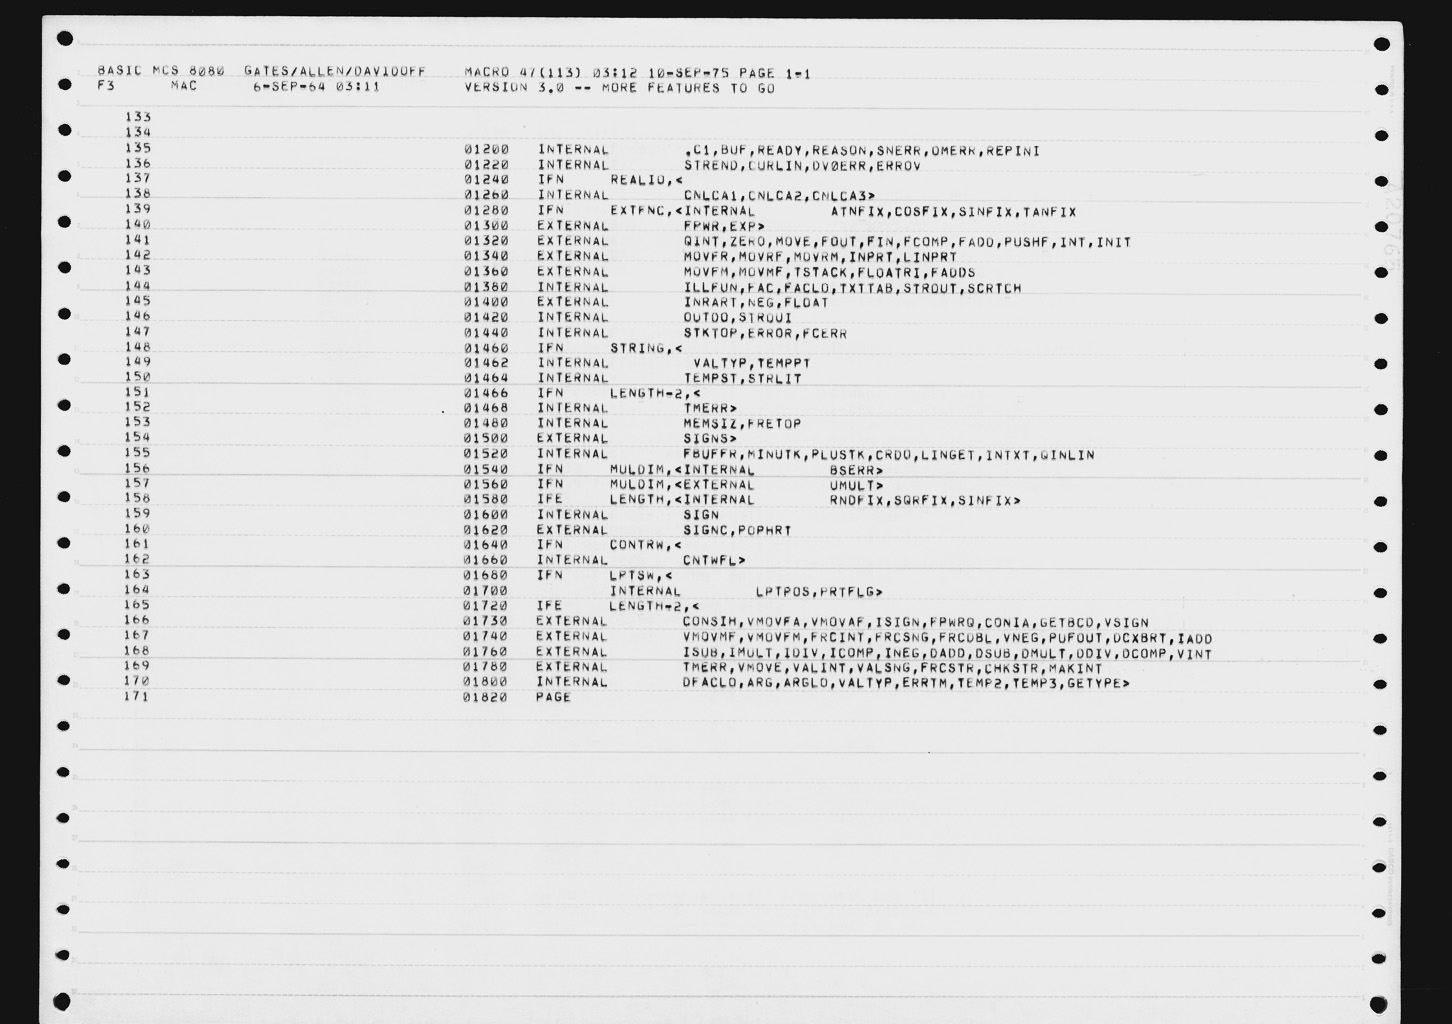 BASIC MCS 8080 GATES/ALLEN/DAVIDOFF MACRO 47(113) 03:12 10-SEP-75 PAGE 1-1
F3 MAC 6-SEP-64 03:11 VERSION 3.0 -- MORE FEATURES TO GO
133
134
135 01200 INTERNAL .C1,BUF,READY,REASON,SNERR,OMERR,REPINI
136 01220 INTERNAL STREND,CURLIN,DV0ERR,ERROV
137 01240 IFN REALIO,<
138 01260 INTERNAL CNLCA1,CNLCA2,CNLCA3>
139 01280 IFN EXTFNC,<INTERNAL ATNFIX,COSFIX,SINFIX,TANFIX
140 01300 EXTERNAL FPWR,EXP>
141 01320 EXTERNAL QINT,ZERO,MOVE,FOUT,FIN,FCOMP,FADD,PUSHF,INT,INIT
142 01340 EXTERNAL MOVFR,MOVRF,MOVRM,INPRT,LINPRT
143 01360 EXTERNAL MOVFM,MOVMF,TSTACK,FLOATRI,FADDS
144 01380 INTERNAL ILLFUN,FAC,FACLO,TXTTAB,STROUT,SCRTCH
145 01400 EXTERNAL INRART,NEG,FLOAT
146 01420 INTERNAL OUTDO,STROUI
147 01440 INTERNAL STKTOP,ERROR,FCERR
148 01460 IFN STRING,<
149 01462 INTERNAL VALTYP,TEMPPT
150 01464 INTERNAL TEMPST,STRLIT
151 01466 IFN LENGTH-2,<
152 01468 INTERNAL TMERR>
153 01480 INTERNAL MEMSIZ,FRETOP
154 01500 EXTERNAL SIGNS>
155 01520 INTERNAL FBUFFR,MINUTK,PLUSTK,CRDO,LINGET,INTXT,QINLIN
156 01540 IFN MULDIM,<INTERNAL BSERR>
157 01560 IFN MULDIM,<EXTERNAL UMULT>
158 01580 IFE LENGTH,<INTERNAL RNDFIX,SQRFIX,SINFIX>
159 01600 INTERNAL SIGN
160 01620 EXTERNAL SIGNC,POPHRT
161 01640 IFN CONTRW,<
162 01660 INTERNAL CNTWFL>
163 01680 IFN LPTSW,<
164 01700 INTERNAL LPTPOS,PRTFLG>
165 01720 IFE LENGTH-2,<
166 01730 EXTERNAL CONSIH,VMOVFA,VMOVAF,ISIGN,FPWRQ,CONIA,GETBCD,VSIGN
167 01740 EXTERNAL VMOVMF,VMOVFM,FRCINT,FRCSNG,FRCDBL,VNEG,PUFOUT,DCXBRT,IADD
168 01760 EXTERNAL ISUB,IMULT,IDIV,ICOMP,INEG,DADD,DSUB,DMULT,DDIV,DCOMP,VINT
169 01780 EXTERNAL TMERR,VMOVE,VALINT,VALSNG,FRCSTR,CHKSTR,MAKINT
170 01800 INTERNAL DFACLO,ARG,ARGLO,VALTYP,ERRTM,TEMP2,TEMP3,GETYPE>
171 01820 PAGE